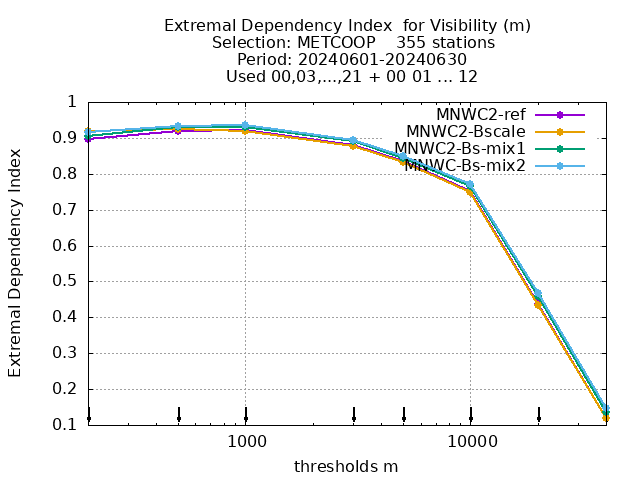 Extremal Dependency Index  for Visibility (m)
Selection: METCOOP    355 stations
Period: 20240601-20240630
Used 00,03,...,21 + 00 01 ... 12
MNWC2-ref
MNWC2-Bscale
MNWC2-Bs-mix1
MNWC-Bs-mix2
Extremal Dependency Index
1
0.9
0.8
0.7
0.6
0.5
0.4
0.3
0.2
0.1
1000
10000
thresholds m